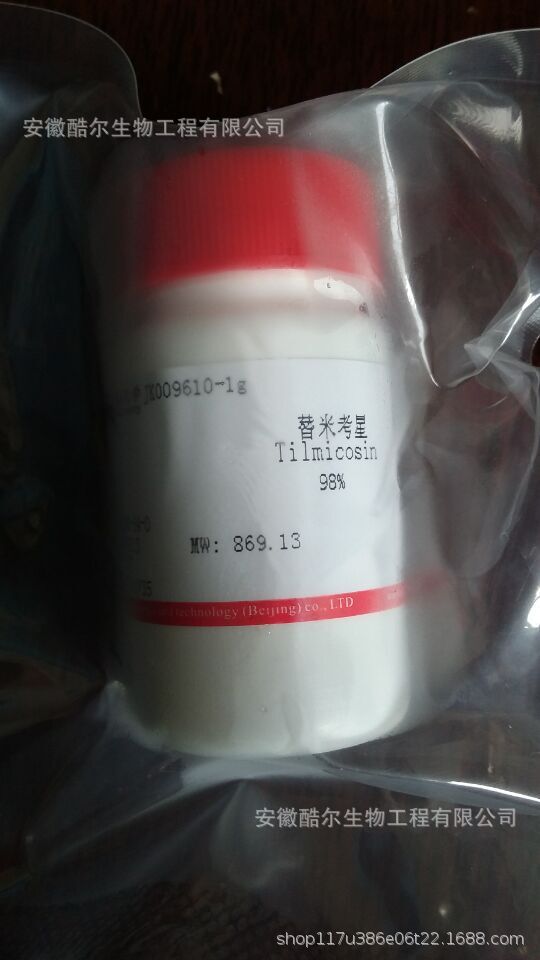 安徽酷尔生物工程有限公司
JK009610-1g
替米考星
Tilmicosin
98%
MW: 869.13
technology (Beijing) co., LTD
安徽酷尔生物工程有限公司
shop117u386e06t22.1688.com